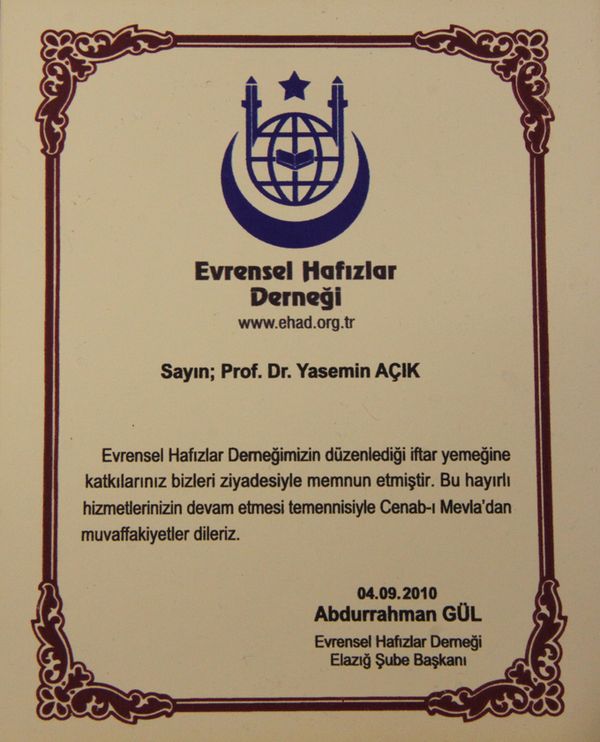 Evrensel Hafızlar
Derneği
www.ehad.org.tr
Sayın; Prof. Dr. Yasemin AÇIK
Evrensel Hafızlar Derneğimizin düzenlediği iftar yemeğine
katkılarınız bizleri ziyadesiyle memnun etmiştir. Bu hayırlı
hizmetlerinizin devam etmesi temennisiyle Cenab-ı Mevla'dan
muvaffakiyetler dileriz.
04.09.2010
Abdurrahman GÜL
Evrensel Hafızlar Derneği
Elazığ Şube Başkanı